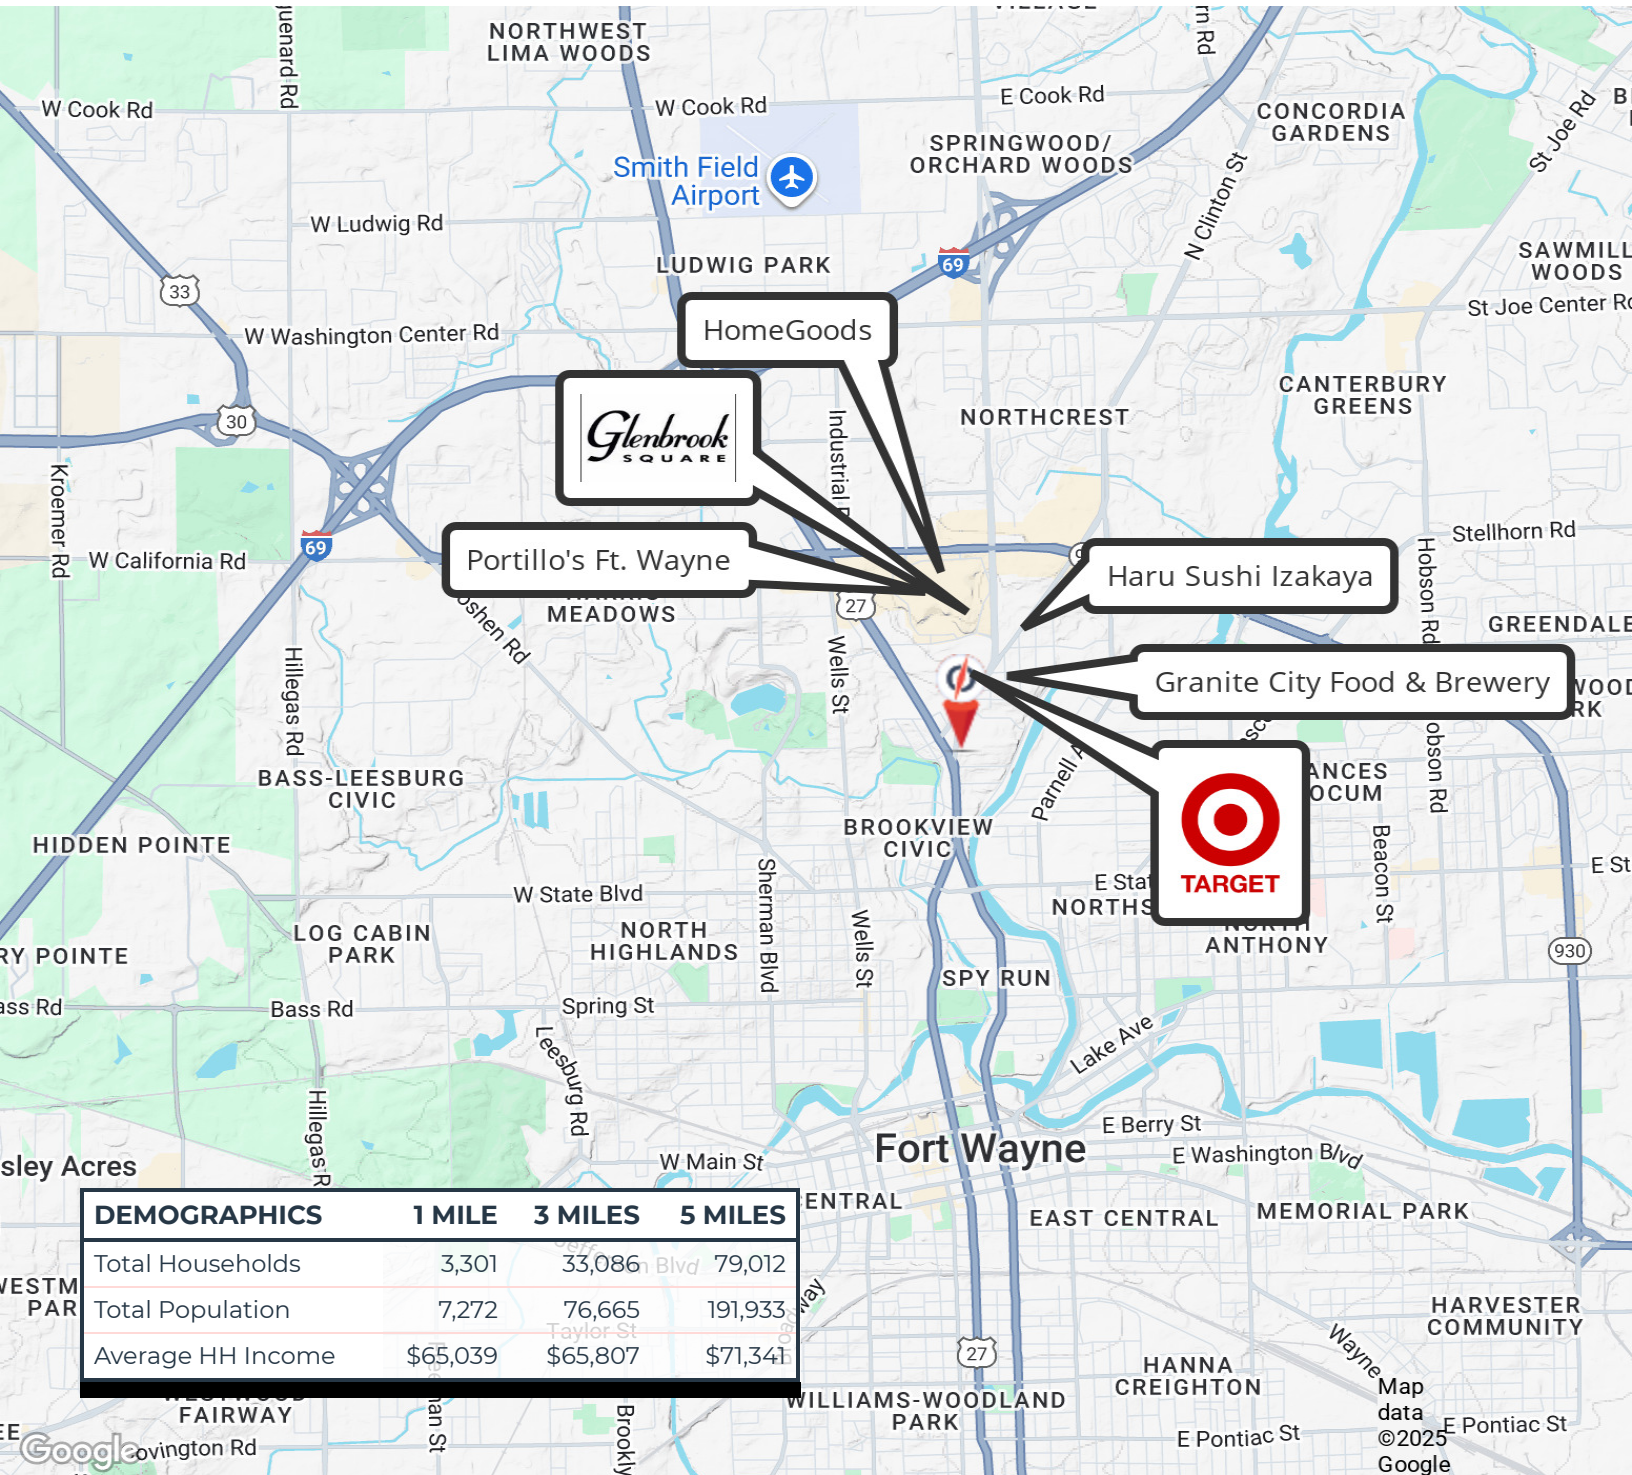 NORTHWEST
LIMA WOODS
W Cook Rd
W Cook Rd
E Cook Rd
CONCORDIA
GARDENS
St Joe Rd
SPRINGWOOD/
ORCHARD WOODS
Smith Field
Airport
N Clinton St
W Ludwig Rd
LUDWIG PARK
69
SAWMILL
WOODS
33
St Joe Center Rd
W Washington Center Rd
HomeGoods
CANTERBURY
GREENS
30
Glenbrook
SQUARE
NORTHCREST
Industrial
Kroemer Rd
Stellhorn Rd
69
W California Rd
Portillo's Ft. Wayne
Haru Sushi Izakaya
Hobson Rd
MEADOWS
27
GREENDALE
Hillegas Rd
Wells St
Granite City Food & Brewery
Parnell
BASS-LEESBURG
CIVIC
TARGET
HIDDEN POINTE
BROOKVIEW
CIVIC
Beacon St
W State Blvd
Sherman Blvd
Wells St
LOG CABIN
PARK
NORTH
HIGHLANDS
NORTH
ANTHONY
930
SPY RUN
Bass Rd
Spring St
Leesburg Rd
Lake Ave
Fort Wayne
E Berry St
E Washington Blvd
W Main St
EAST CENTRAL
MEMORIAL PARK
DEMOGRAPHICS 1 MILE 3 MILES 5 MILES
Total Households 3,301 33,086 79,012
Total Population 7,272 76,665 191,933
Average HH Income $65,039 $65,807 $71,341
Taylor St
HARVESTER
COMMUNITY
27
Wayne
HANNA
CREIGHTON
WILLIAMS-WOODLAND
PARK
FAIRWAY
E Pontiac St
E Pontiac St
Google
Map
data
©2025
Google